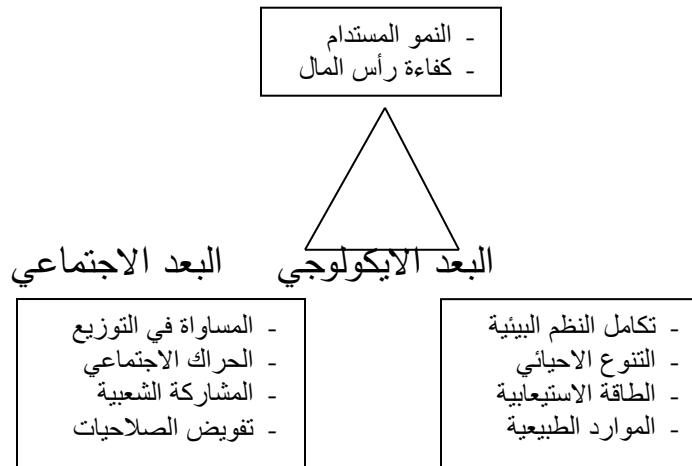 - النمو المستدام
- كفاءة رأس المال
البعد الايكولوجي البعد الاجتماعي
- تكامل النظم البيئية
- التنوع الاحيائي
- الطاقة الاستيعابية
- الموارد الطبيعية
- المساواة في التوزيع
- الحراك الاجتماعي
- المشاركة الشعبية
- تفويض الصلاحيات